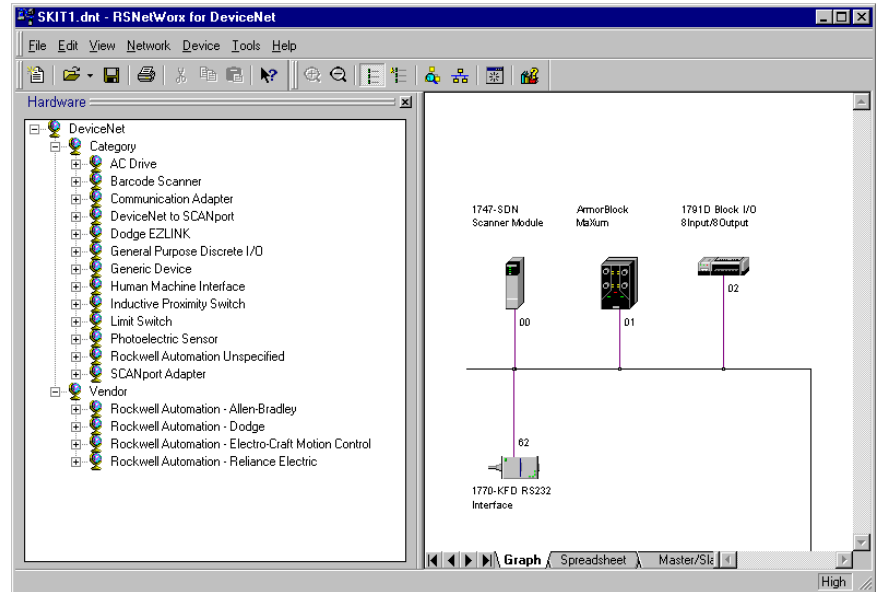 SKIT1.dnt - RSNetWorx for DeviceNet
File Edit View Network Device Tools Help
Hardware
DeviceNet
Category
AC Drive
Barcode Scanner
Communication Adapter
DeviceNet to SCANport
Dodge EZLINK
General Purpose Discrete I/O
Generic Device
Human Machine Interface
Inductive Proximity Switch
Limit Switch
Photoelectric Sensor
Rockwell Automation Unspecified
SCANport Adapter
Vendor
Rockwell Automation - Allen-Bradley
Rockwell Automation - Dodge
Rockwell Automation - Electro-Craft Motion Control
Rockwell Automation - Reliance Electric
1747-SDN
Scanner Module
ArmorBlock
MaXum
1791D Block I/O
8Input/8Output
00
01
02
62
1770-KFD RS232
Interface
Graph Spreadsheet Master/Sla
High